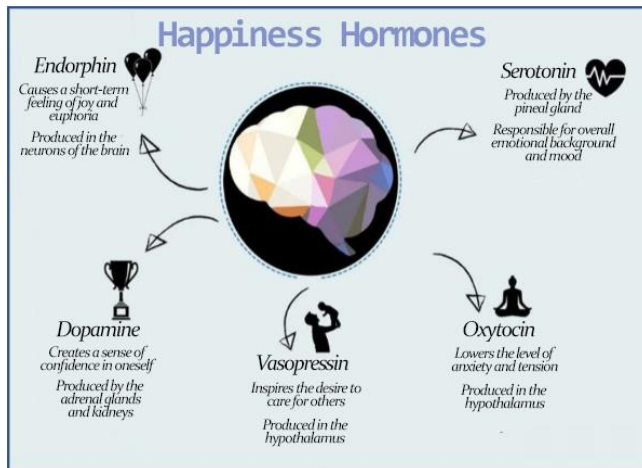 Happiness Hormones
Endorphin
Causes a short-term
feeling of joy and
euphoria
Produced in the
neurons of the brain
Serotonin
Produced by the
pineal gland
Responsible for overall
emotional background
and mood
Dopamine
Creates a sense of
confidence in oneself
Produced by the
adrenal glands
and kidneys
Vasopressin
Inspires the desire to
care for others
Produced in the
hypothalamus
Oxytocin
Lowers the level of
anxiety and tension
Produced in the
hypothalamus